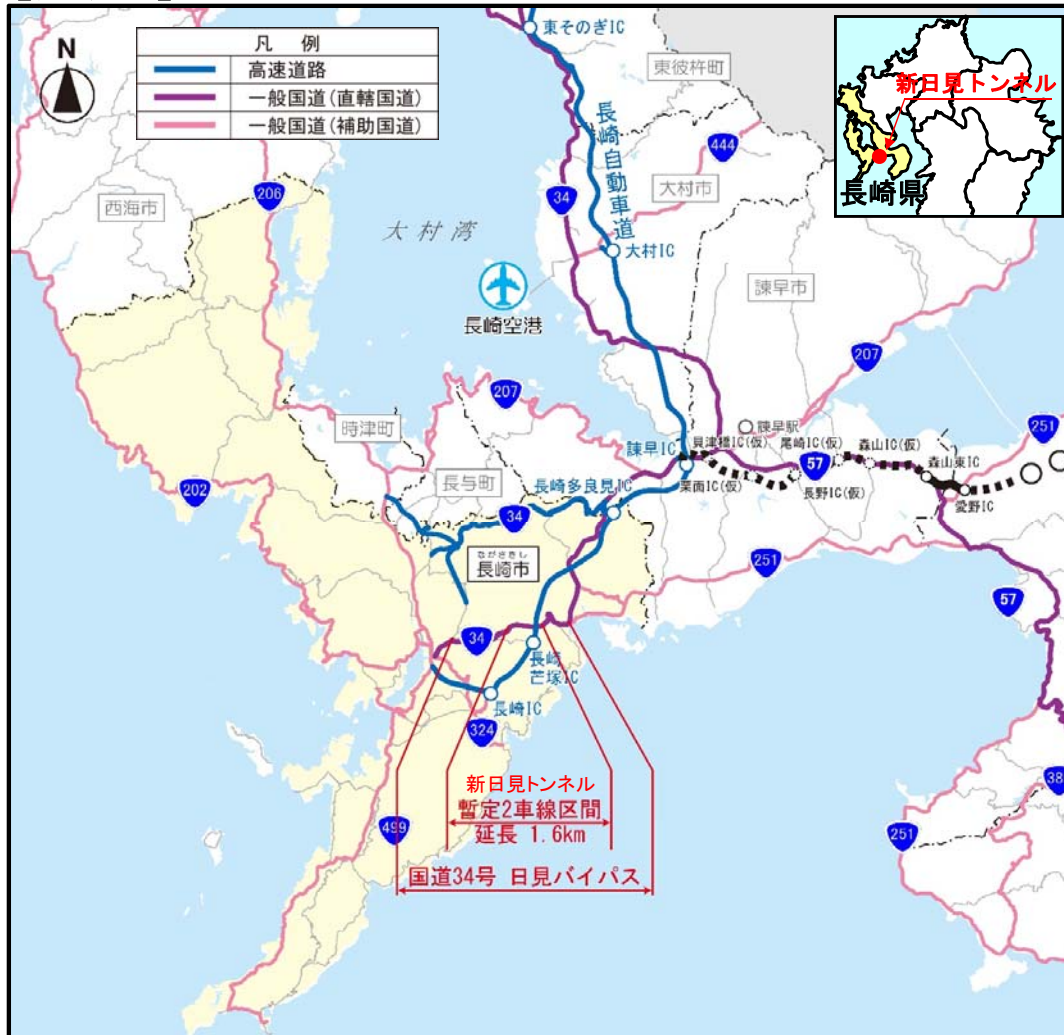 N
凡 例
高速道路
一般国道(直轄国道)
一般国道(補助国道)
新日見トンネル
長崎県
東そのぎIC
東彼杵町
長崎自動車道
444
34
大村市
206
西海市
大村湾
大村IC
長崎空港
諫早市
207
207
時津町
長与町
諫早駅
251
諫早IC
貝津橋IC(仮)
尾崎IC(仮)
森山IC(仮)
57
森山東IC
栗面IC(仮)
長野IC(仮)
愛野IC
202
長崎多良見IC
34
ながさきし
長崎市
251
57
34
長崎
芒塚IC
長崎IC
324
新日見トンネル
暫定2車線区間
延長 1.6km
499
国道34号 日見バイパス
38
251